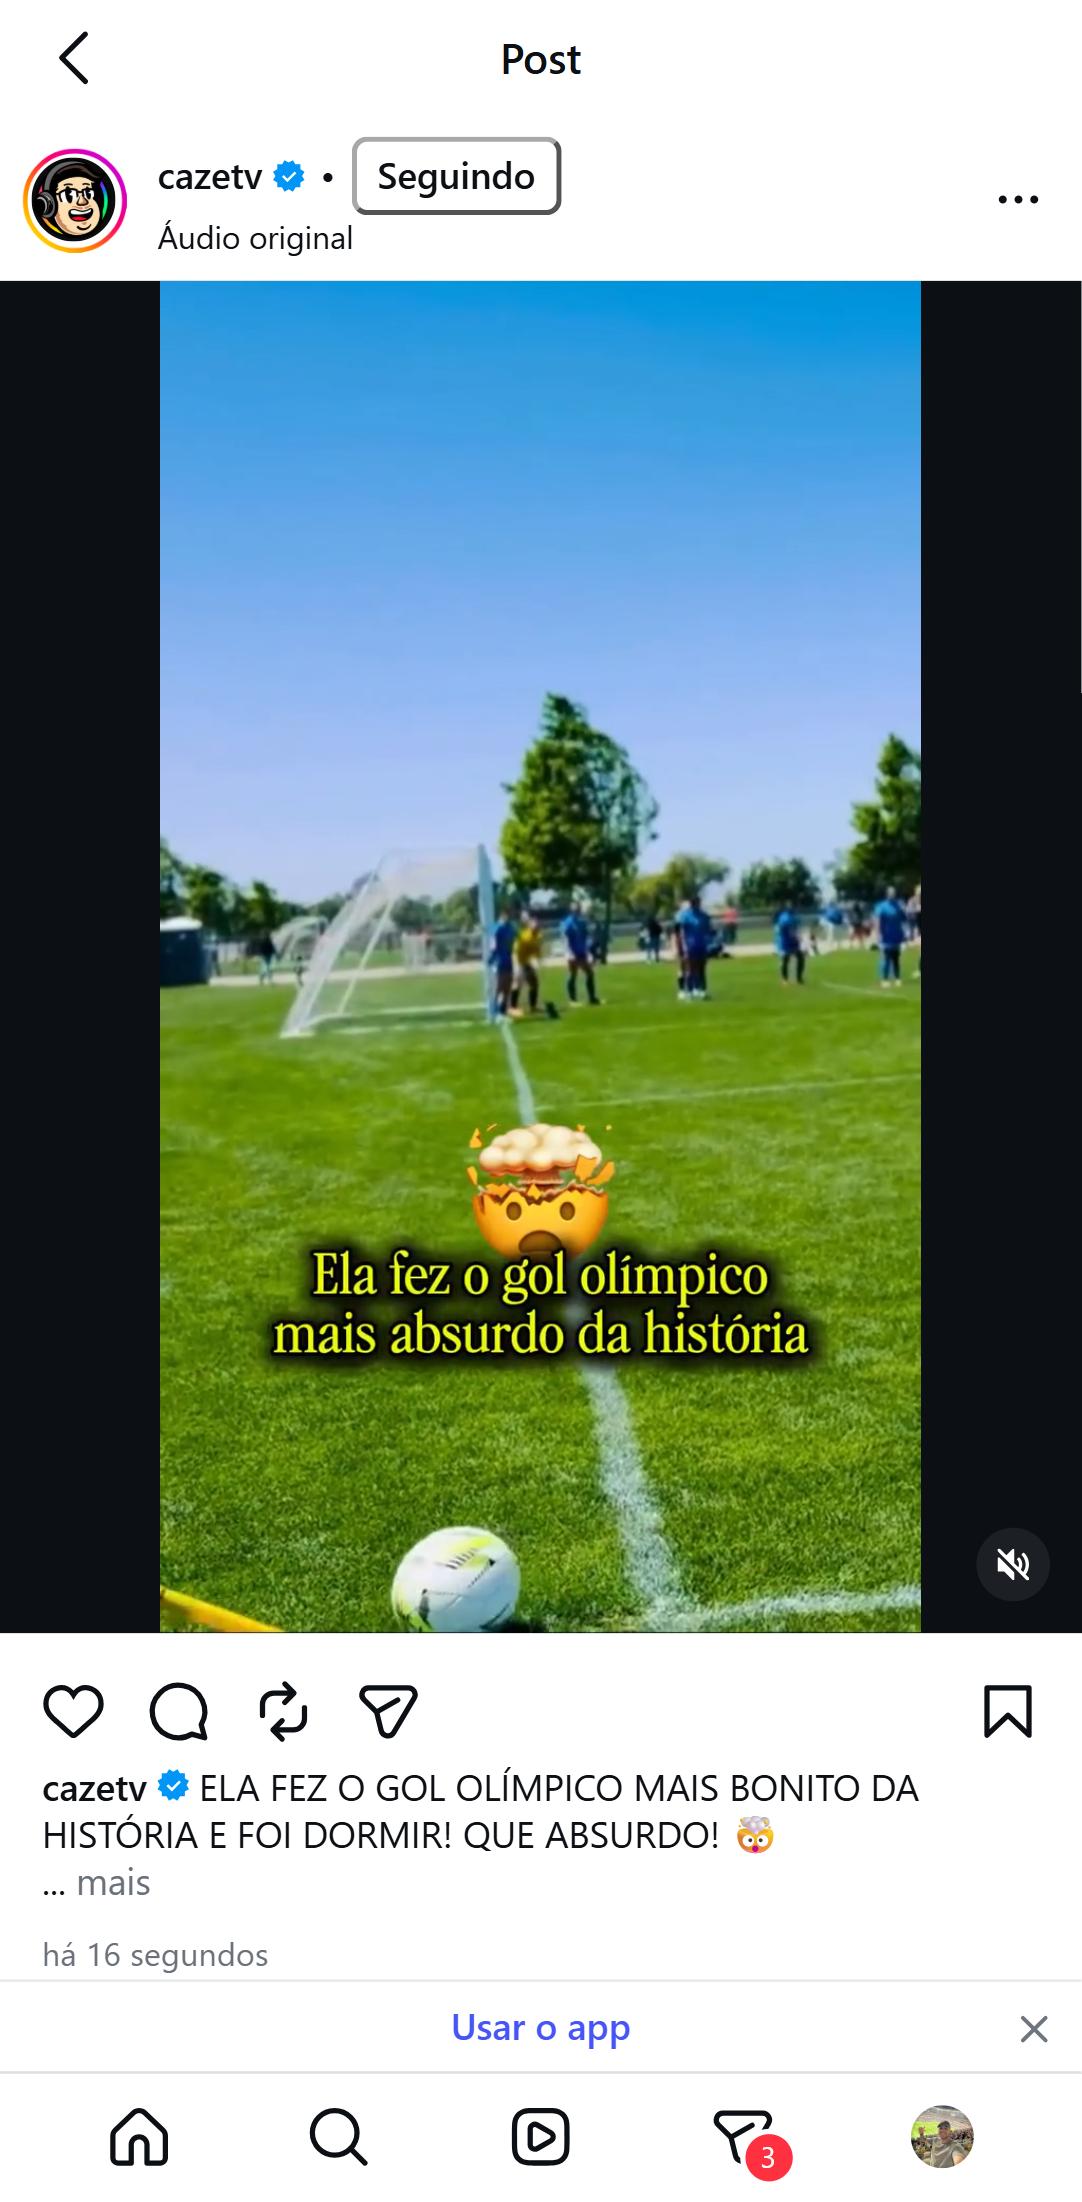 Post
cazetv • Seguindo
Áudio original
Ela fez o gol olímpico
mais absurdo da história
cazetv ELA FEZ O GOL OLÍMPICO MAIS BONITO DA
HISTÓRIA E FOI DORMIR! QUE ABSURDO! 🤯
... mais
há 16 segundos
Usar o app
3